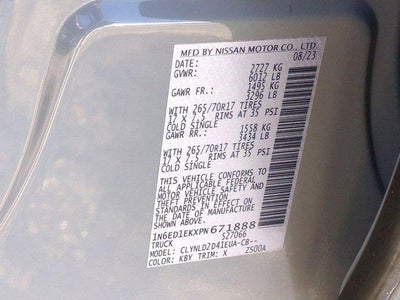 MFD BY NISSAN MOTOR CO., LTD.
DATE: 08/23
GVWR: 2727 KG
6012 LB
GAWR FR.: 1495 KG
3296 LB
WITH 265/70R17 TIRES
17 X 7.5 RIMS AT 35 PSI
COLD SINGLE
GAWR RR.: 1558 KG
3434 LB
WITH 265/70R17 TIRES
17 X 7.5 RIMS AT 35 PSI
COLD SINGLE
THIS VEHICLE CONFORMS TO
ALL APPLICABLE FEDERAL
MOTOR VEHICLE SAFETY AND
THEFT PREVENTION
STANDARDS IN EFFECT
ON THE DATE OF
MANUFACTURE SHOWN ABOVE.
1N6ED1EKXPN671888
TRUCK S27066
MODEL: CLYNLD2D41EUA-CB--
COLOR: KBY TRIM: X ZS00A